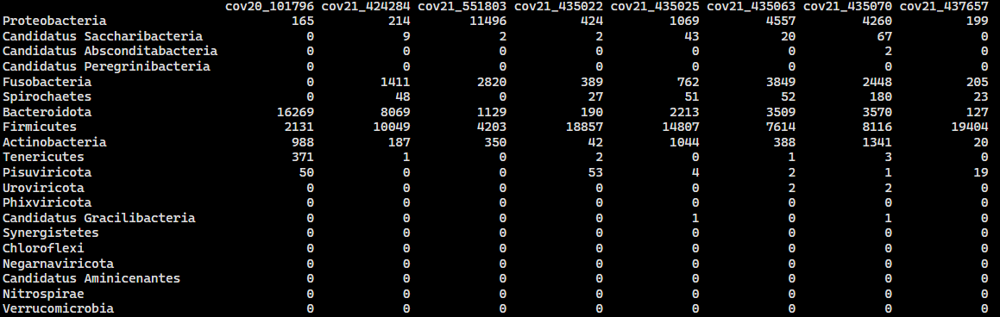 cov20_101796 cov21_424284 cov21_551803 cov21_435022 cov21_435025 cov21_435063 cov21_435070 cov21_437657
Proteobacteria 165 214 11496 424 1069 4557 4260 199
Candidatus Saccharibacteria 0 9 2 2 43 20 67 0
Candidatus Absconditabacteria 0 0 0 0 0 0 2 0
Candidatus Peregrinibacteria 0 0 0 0 0 0 0 0
Fusobacteria 0 1411 2820 389 762 3849 2448 205
Spirochaetes 0 48 0 27 51 52 180 23
Bacteroidota 16269 8069 1129 190 2213 3509 3570 127
Firmicutes 2131 10049 4203 18857 14807 7614 8116 19404
Actinobacteria 988 187 350 42 1044 388 1341 20
Tenericutes 371 1 0 2 0 1 3 0
Pisuviricota 50 0 0 53 4 2 1 19
Uroviricota 0 0 0 0 0 2 2 0
Phixviricota 0 0 0 0 0 0 0 0
Candidatus Gracilibacteria 0 0 0 0 1 0 1 0
Synergistetes 0 0 0 0 0 0 0 0
Chloroflexi 0 0 0 0 0 0 0 0
Negarnaviricota 0 0 0 0 0 0 0 0
Candidatus Aminicenantes 0 0 0 0 0 0 0 0
Nitrospirae 0 0 0 0 0 0 0 0
Verrucomicrobia 0 0 0 0 0 0 0 0